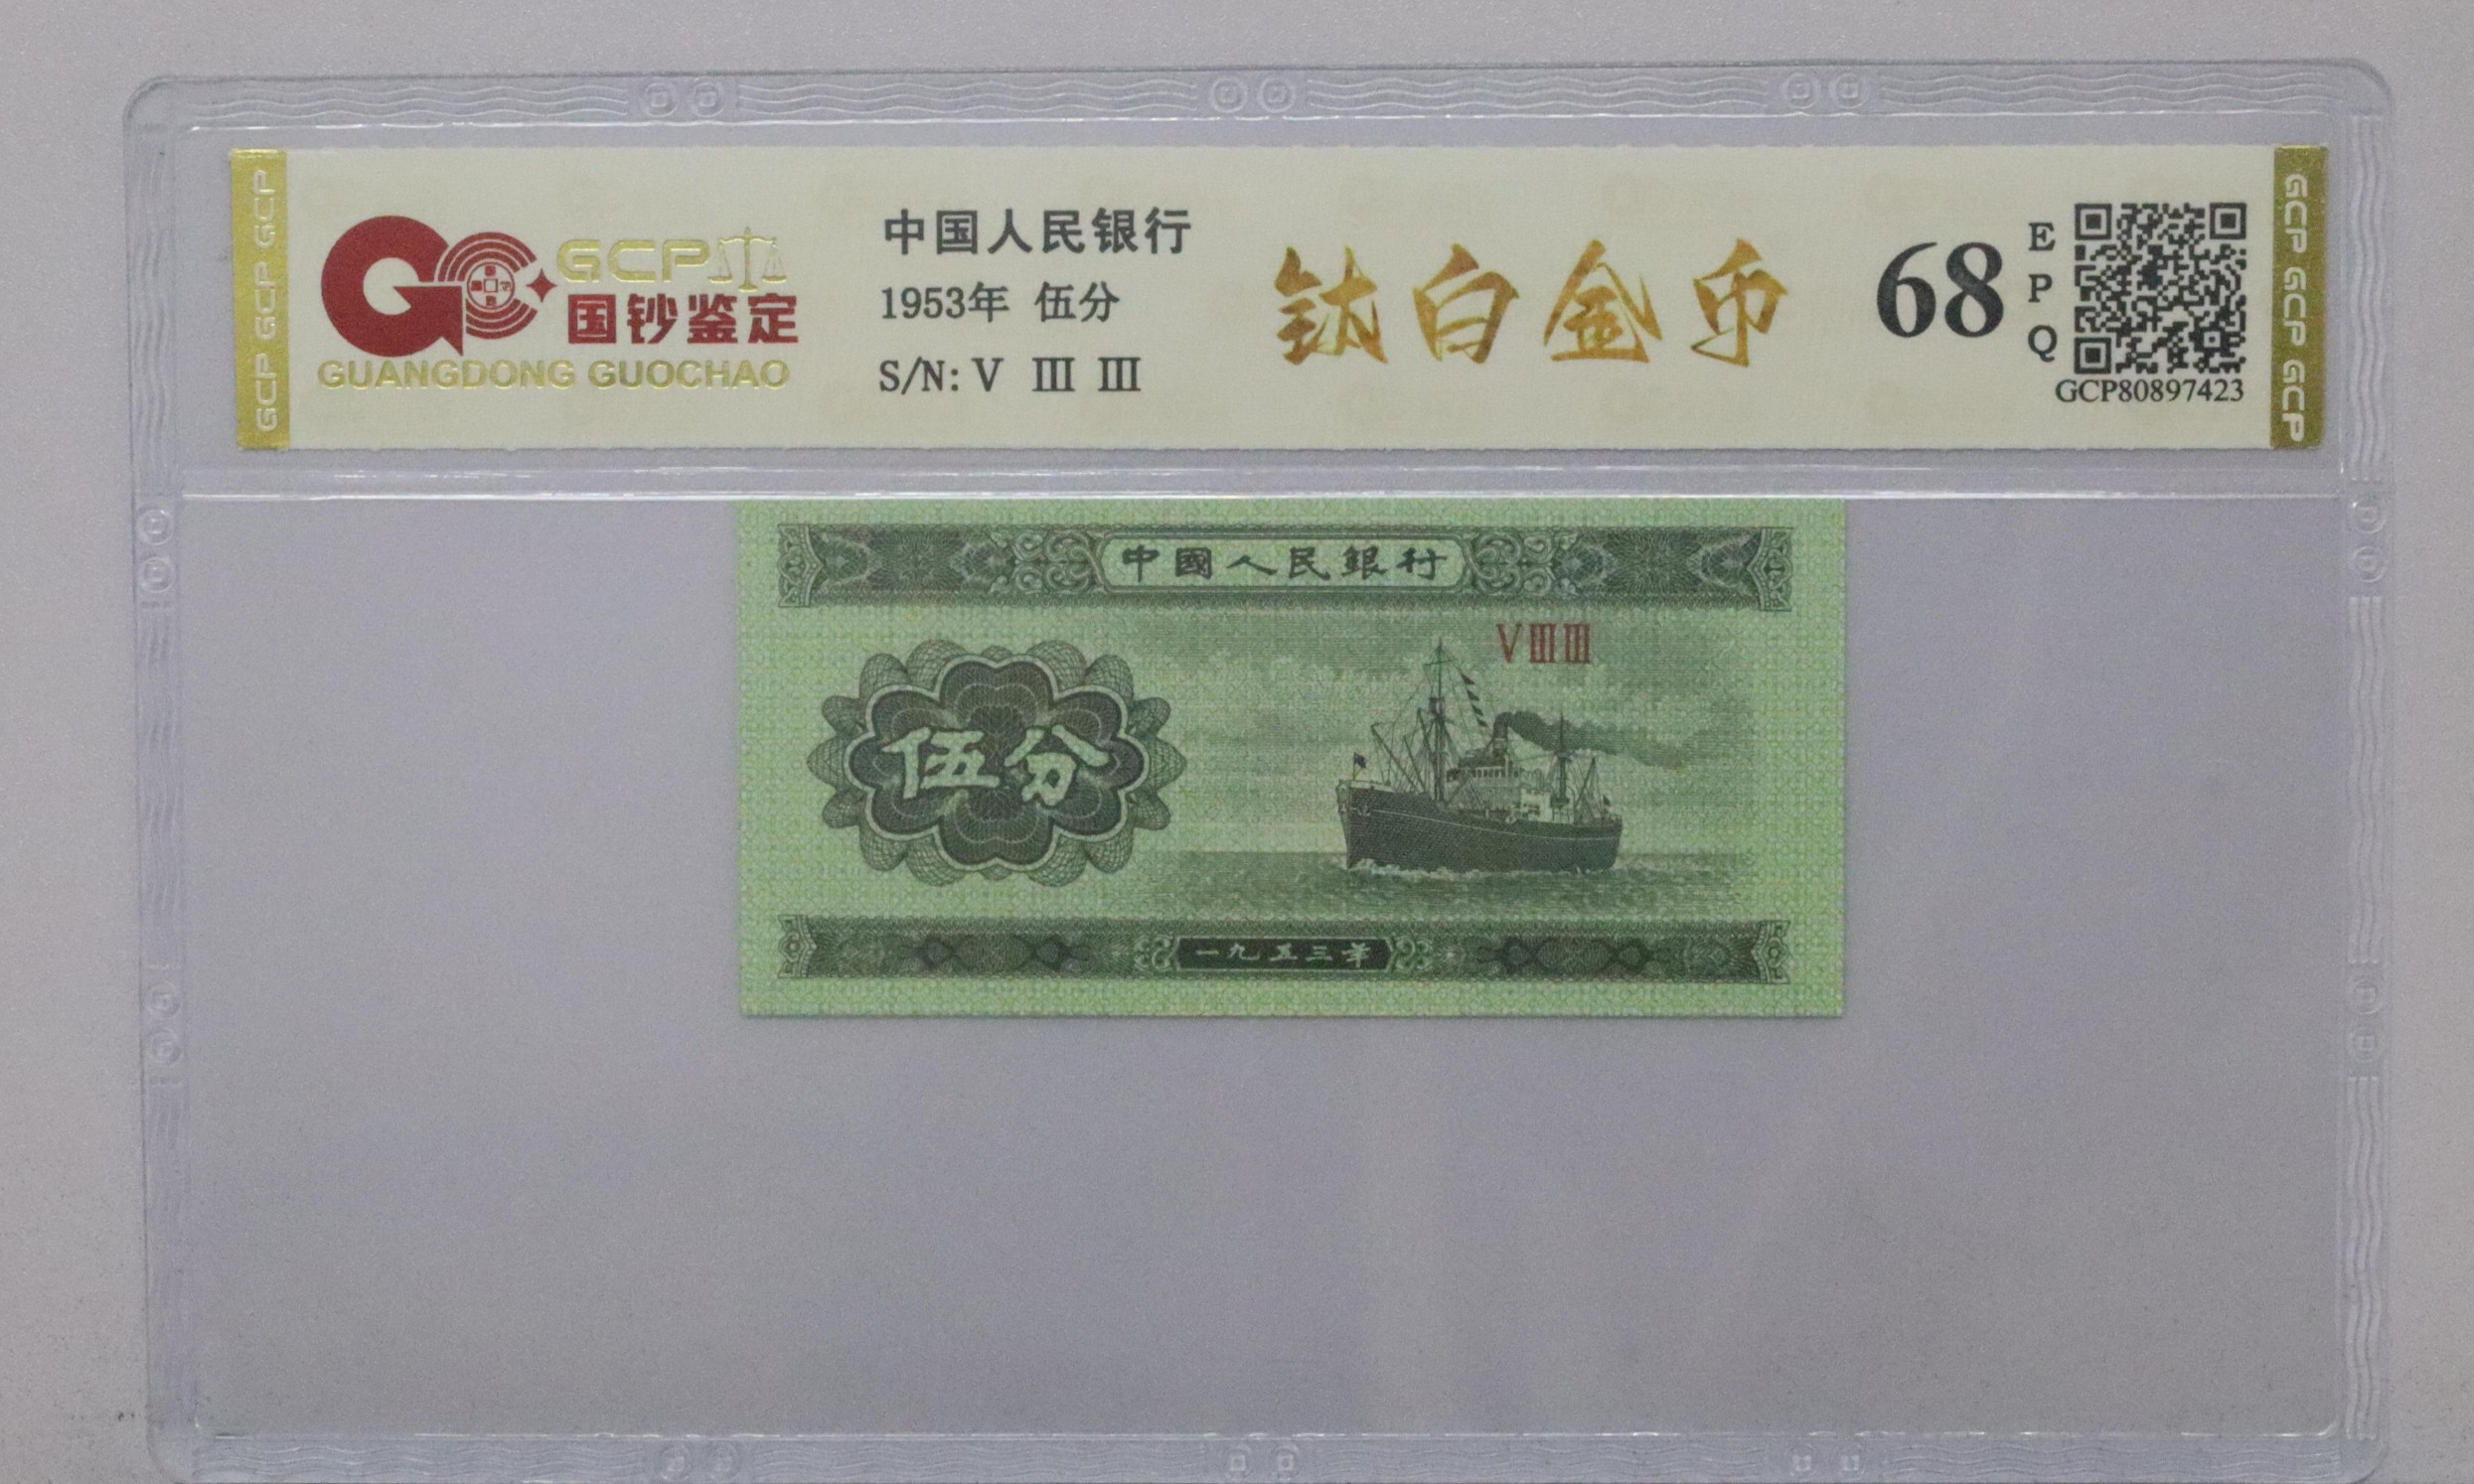 GCP GCP GCP
GCP
国钞鉴定
GUANGDONG GUOCHAO
中国人民银行
1953年 伍分
S/N: V Ⅲ Ⅲ
钛白金币
68
EPQ
GCP80897423
GCP GCP GCP
中國人民銀行
VⅢⅢ
伍分
一九五三年